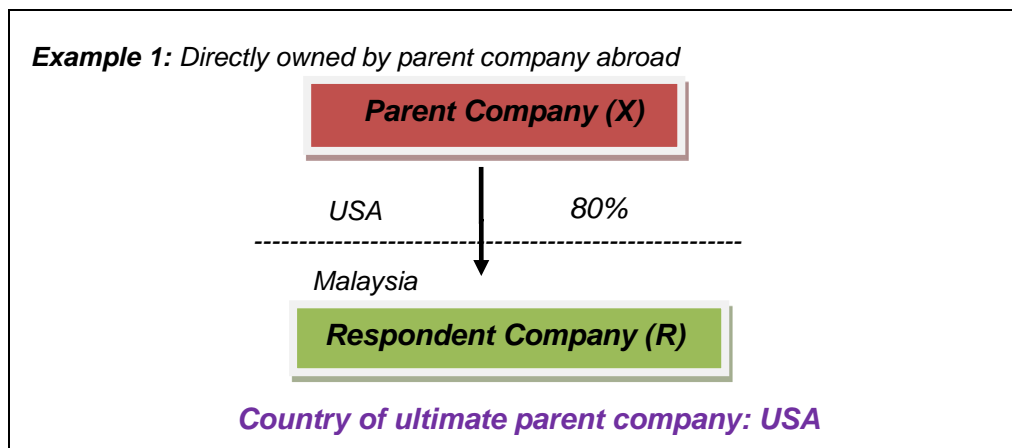 Example 1: Directly owned by parent company abroad
Parent Company (X)
USA 80%
Malaysia
Respondent Company (R)
Country of ultimate parent company: USA